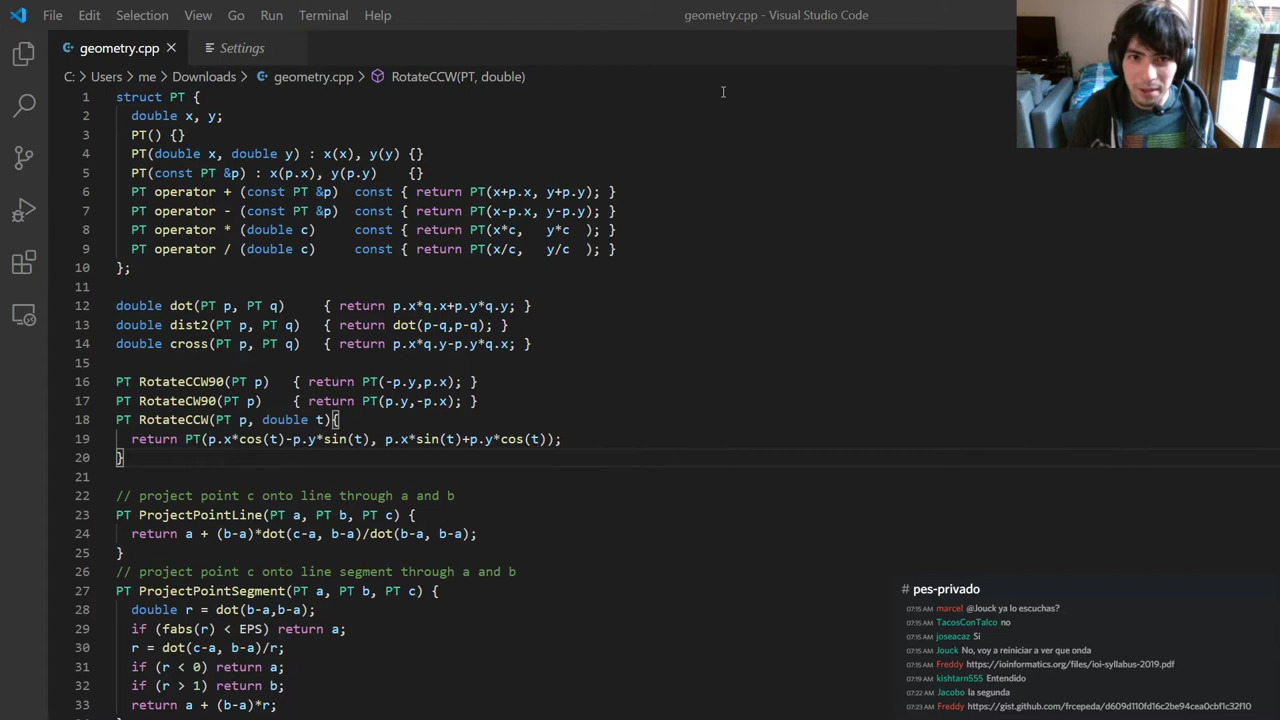 File Edit Selection View Go Run Terminal Help geometry.cpp - Visual Studio Code
geometry.cpp Settings
C: > Users > me > Downloads > geometry.cpp > RotateCCW(PT, double)
1 struct PT {
2 double x, y;
3 PT() {}
4 PT(double x, double y) : x(x), y(y) {}
5 PT(const PT &p) : x(p.x), y(p.y) {}
6 PT operator + (const PT &p) const { return PT(x+p.x, y+p.y); }
7 PT operator - (const PT &p) const { return PT(x-p.x, y-p.y); }
8 PT operator * (double c) const { return PT(x*c, y*c ); }
9 PT operator / (double c) const { return PT(x/c, y/c ); }
10 };
11
12 double dot(PT p, PT q) { return p.x*q.x+p.y*q.y; }
13 double dist2(PT p, PT q) { return dot(p-q,p-q); }
14 double cross(PT p, PT q) { return p.x*q.y-p.y*q.x; }
15
16 PT RotateCCW90(PT p) { return PT(-p.y,p.x); }
17 PT RotateCW90(PT p) { return PT(p.y,-p.x); }
18 PT RotateCCW(PT p, double t){
19 return PT(p.x*cos(t)-p.y*sin(t), p.x*sin(t)+p.y*cos(t));
20 }
21
22 // project point c onto line through a and b
23 PT ProjectPointLine(PT a, PT b, PT c) {
24 return a + (b-a)*dot(c-a, b-a)/dot(b-a, b-a);
25 }
26 // project point c onto line segment through a and b
27 PT ProjectPointSegment(PT a, PT b, PT c) {
28 double r = dot(b-a,b-a);
29 if (fabs(r) < EPS) return a;
30 r = dot(c-a, b-a)/r;
31 if (r < 0) return a;
32 if (r > 1) return b;
33 return a + (b-a)*r;
# pes-privado
07:15 AM marcel @Jouck ya lo escuchas?
07:15 AM TacosConTalco no
07:15 AM joseacaz Sí
07:15 AM Jouck No, voy a reiniciar a ver que onda
07:15 AM Freddy https://ioinformatics.org/files/ioi-syllabus-2019.pdf
07:19 AM kishtarn555 Entendido
07:22 AM Jacobo la segunda
07:23 AM Freddy https://gist.github.com/frcepeda/d609d110fd16c2be94cea0cbf1c31272